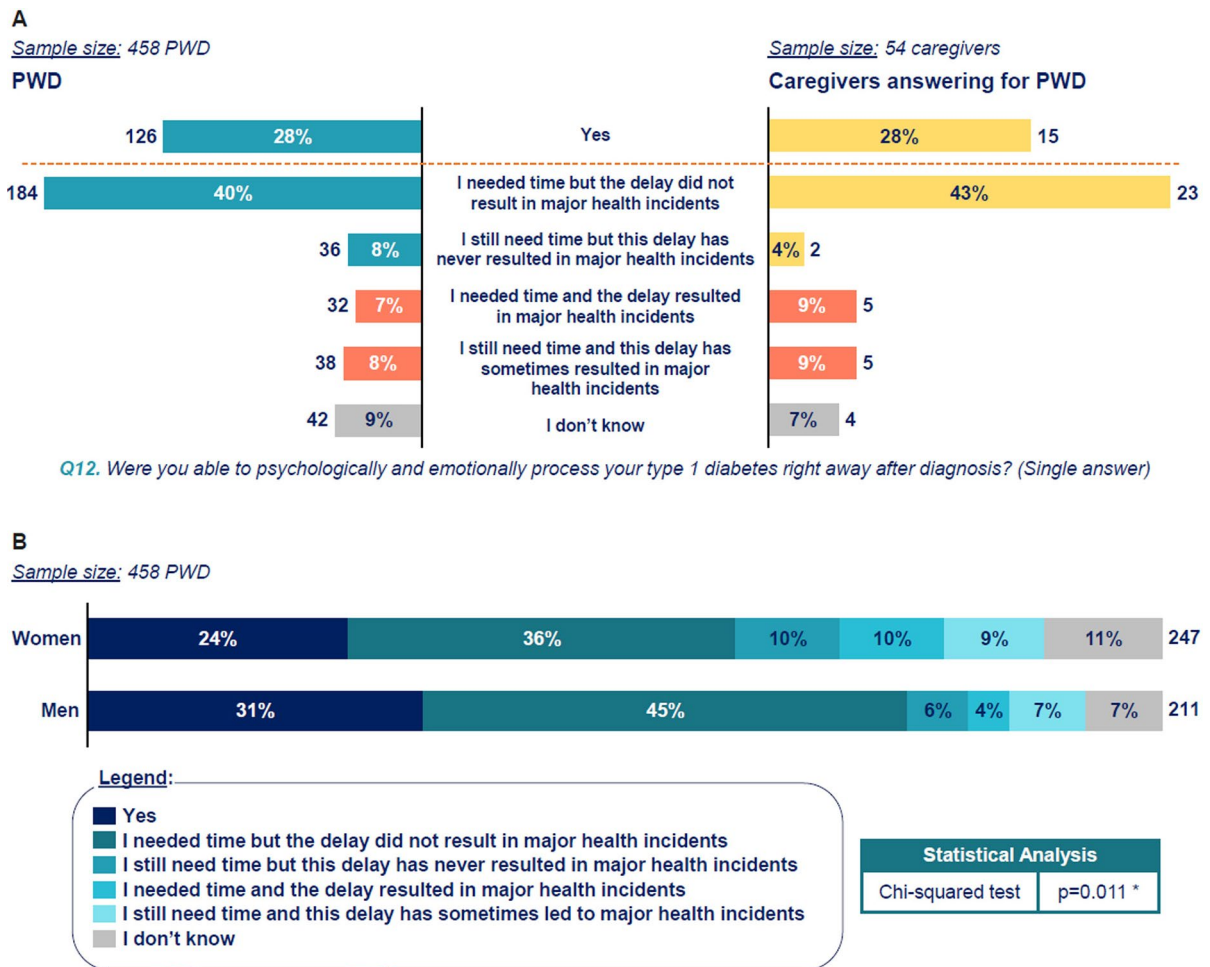 A
Sample size: 458 PWD
Sample size: 54 caregivers
PWD
Caregivers answering for PWD
126
28%
Yes
28%
15
184
40%
I needed time but the delay did not
result in major health incidents
43%
23
36
8%
I still need time but this delay has
never resulted in major health incidents
4%
2
32
7%
I needed time and the delay resulted
in major health incidents
9%
5
38
8%
I still need time and this delay has
sometimes resulted in major
health incidents
9%
5
42
9%
I don’t know
7%
4
Q12. Were you able to psychologically and emotionally process your type 1 diabetes right away after diagnosis? (Single answer)
B
Sample size: 458 PWD
Women
24%
36%
10%
10%
9%
11%
247
Men
31%
45%
6%
4%
7%
7%
211
Legend:
Yes
I needed time but the delay did not result in major health incidents
I still need time but this delay has never resulted in major health incidents
I needed time and the delay resulted in major health incidents
I still need time and this delay has sometimes led to major health incidents
I don’t know
Statistical Analysis
Chi-squared test
p=0.011 *